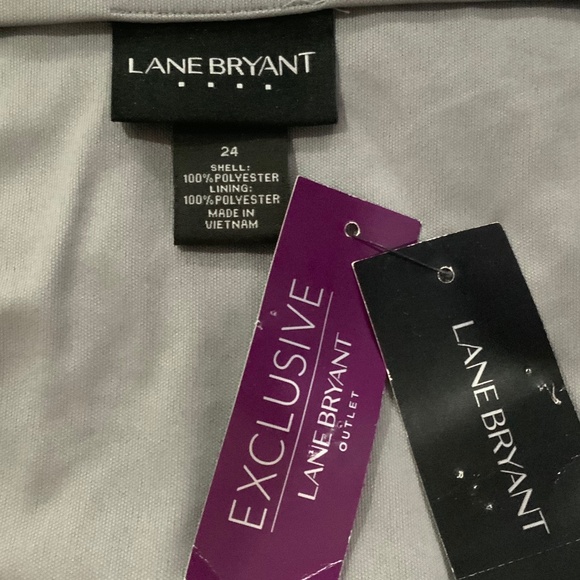 LANE BRYANT
24
SHELL:
100% POLYESTER
LINING:
100% POLYESTER
MADE IN
VIETNAM
EXCLUSIVE
LANE BRYANT
OUTLET
LANE BRYANT